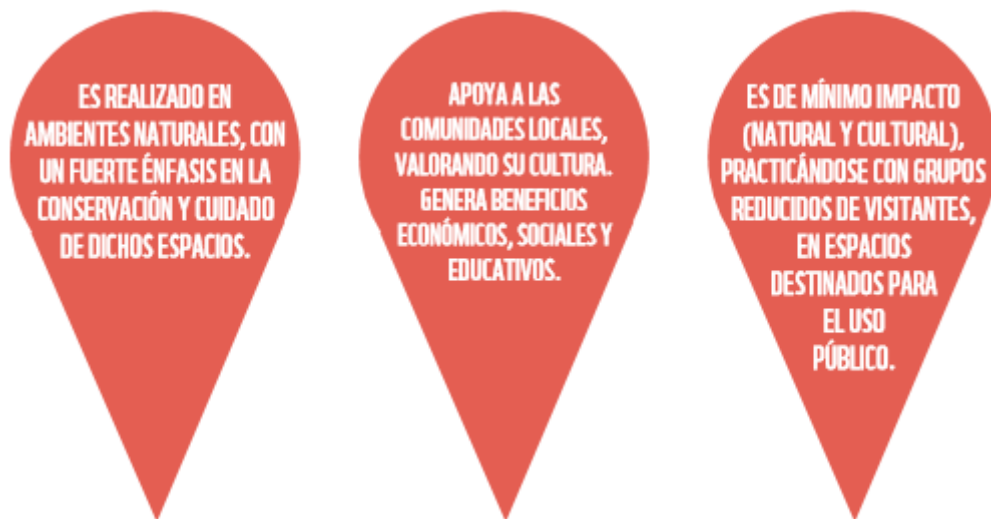 ES REALIZADO EN
AMBIENTES NATURALES, CON
UN FUERTE ÉNFASIS EN LA
CONSERVACIÓN Y CUIDADO
DE DICHOS ESPACIOS.
APOYA A LAS
COMUNIDADES LOCALES,
VALORANDO SU CULTURA.
GENERA BENEFICIOS
ECONÓMICOS, SOCIALES Y
EDUCATIVOS.
ES DE MÍNIMO IMPACTO
(NATURAL Y CULTURAL),
PRACTICÁNDOSE CON GRUPOS
REDUCIDOS DE VISITANTES,
EN ESPACIOS
DESTINADOS PARA
EL USO
PÚBLICO.